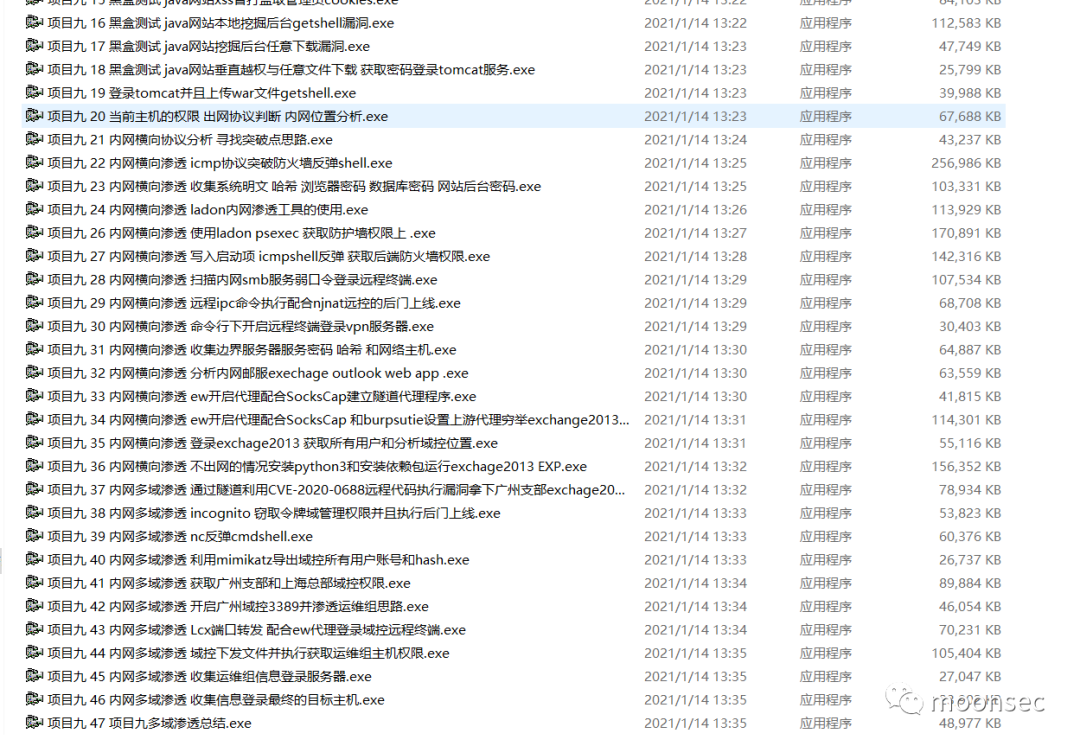 项目九 15 黑盒测试 java网站xss盲打盗取管理员cookies.exe 2021/1/14 13:22 应用程序 84,103 KB
项目九 16 黑盒测试 java网站本地挖掘后台getshell漏洞.exe 2021/1/14 13:22 应用程序 112,583 KB
项目九 17 黑盒测试 java网站挖掘后台任意下载漏洞.exe 2021/1/14 13:23 应用程序 47,749 KB
项目九 18 黑盒测试 java网站垂直越权与任意文件下载 获取密码登录tomcat服务.exe 2021/1/14 13:23 应用程序 25,799 KB
项目九 19 登录tomcat并且上传war文件getshell.exe 2021/1/14 13:23 应用程序 39,988 KB
项目九 20 当前主机的权限 出网协议判断 内网位置分析.exe 2021/1/14 13:23 应用程序 67,688 KB
项目九 21 内网横向协议分析 寻找突破点思路.exe 2021/1/14 13:24 应用程序 43,237 KB
项目九 22 内网横向渗透 icmp协议突破防火墙反弹shell.exe 2021/1/14 13:25 应用程序 256,986 KB
项目九 23 内网横向渗透 收集系统明文 哈希 浏览器密码 数据库密码 网站后台密码.exe 2021/1/14 13:25 应用程序 103,331 KB
项目九 24 内网横向渗透 ladon内网渗透工具的使用.exe 2021/1/14 13:26 应用程序 113,929 KB
项目九 26 内网横向渗透 使用ladon psexec 获取防护墙权限上 .exe 2021/1/14 13:27 应用程序 170,891 KB
项目九 27 内网横向渗透 写入启动项 icmpshell反弹 获取后端防火墙权限.exe 2021/1/14 13:28 应用程序 142,316 KB
项目九 28 内网横向渗透 扫描内网smb服务弱口令登录远程终端.exe 2021/1/14 13:29 应用程序 107,534 KB
项目九 29 内网横向渗透 远程ipc命令执行配合njnat远控的后门上线.exe 2021/1/14 13:29 应用程序 68,708 KB
项目九 30 内网横向渗透 命令行下开启远程终端登录vpn服务器.exe 2021/1/14 13:29 应用程序 30,403 KB
项目九 31 内网横向渗透 收集边界服务器服务密码 哈希 和网络主机.exe 2021/1/14 13:30 应用程序 64,887 KB
项目九 32 内网横向渗透 分析内网邮服exechage outlook web app .exe 2021/1/14 13:30 应用程序 63,559 KB
项目九 33 内网横向渗透 ew开启代理配合SocksCap建立隧道代理程序.exe 2021/1/14 13:30 应用程序 41,815 KB
项目九 34 内网横向渗透 ew开启代理配合SocksCap 和burpsutie设置上游代理穷举exchange2013... 2021/1/14 13:31 应用程序 114,301 KB
项目九 35 内网横向渗透 登录exchage2013 获取所有用户和分析域控位置.exe 2021/1/14 13:31 应用程序 55,116 KB
项目九 36 内网横向渗透 不出网的情况安装python3和安装依赖包运行exchage2013 EXP.exe 2021/1/14 13:32 应用程序 156,352 KB
项目九 37 内网多域渗透 通过隧道利用CVE-2020-0688远程代码执行漏洞拿下广州支部exchage20... 2021/1/14 13:32 应用程序 78,934 KB
项目九 38 内网多域渗透 incognito 窃取令牌域管理权限并且执行后门上线.exe 2021/1/14 13:33 应用程序 53,823 KB
项目九 39 内网多域渗透 nc反弹cmdshell.exe 2021/1/14 13:33 应用程序 60,376 KB
项目九 40 内网多域渗透 利用mimikatz导出域控所有用户账号和hash.exe 2021/1/14 13:33 应用程序 26,737 KB
项目九 41 内网多域渗透 获取广州支部和上海总部域控权限.exe 2021/1/14 13:34 应用程序 89,884 KB
项目九 42 内网多域渗透 开启广州域控3389并渗透运维组思路.exe 2021/1/14 13:34 应用程序 46,054 KB
项目九 43 内网多域渗透 Lcx端口转发 配合ew代理登录域控远程终端.exe 2021/1/14 13:34 应用程序 70,231 KB
项目九 44 内网多域渗透 域控下发文件并执行获取运维组主机权限.exe 2021/1/14 13:35 应用程序 105,404 KB
项目九 45 内网多域渗透 收集运维组信息登录服务器.exe 2021/1/14 13:35 应用程序 27,047 KB
项目九 46 内网多域渗透 收集信息登录最终的目标主机.exe 2021/1/14 13:35 应用程序 KB
moonsec
项目九 47 项目九多域渗透总结.exe 2021/1/14 13:35 应用程序 48,977 KB